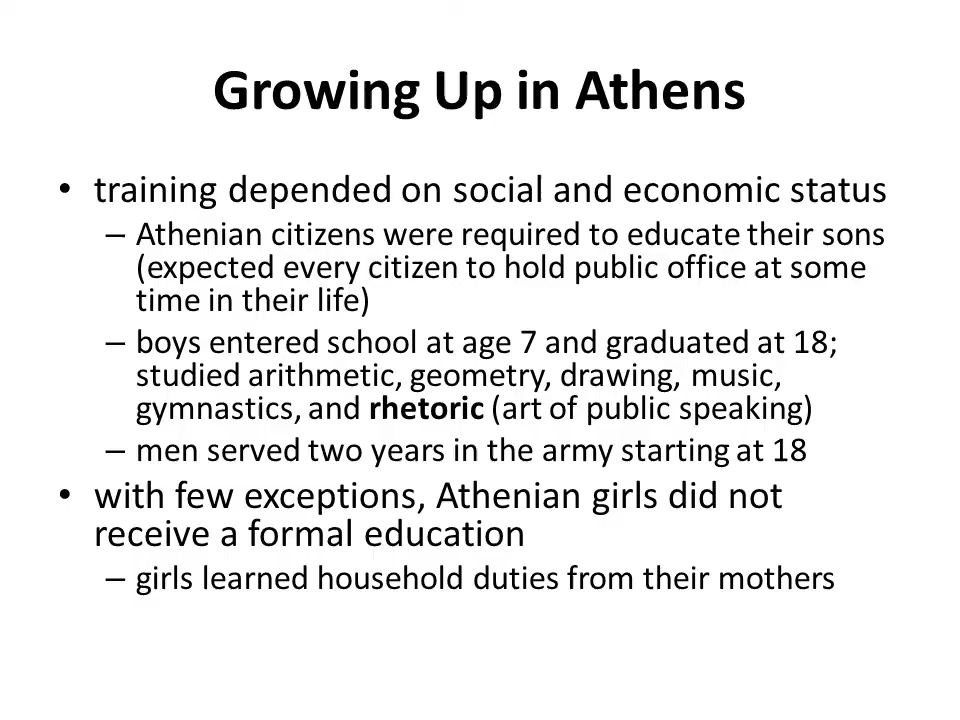 Growing Up in Athens
• training depended on social and economic status
– Athenian citizens were required to educate their sons
(expected every citizen to hold public office at some
time in their life)
– boys entered school at age 7 and graduated at 18;
studied arithmetic, geometry, drawing, music,
gymnastics, and rhetoric (art of public speaking)
– men served two years in the army starting at 18
• with few exceptions, Athenian girls did not
receive a formal education
– girls learned household duties from their mothers